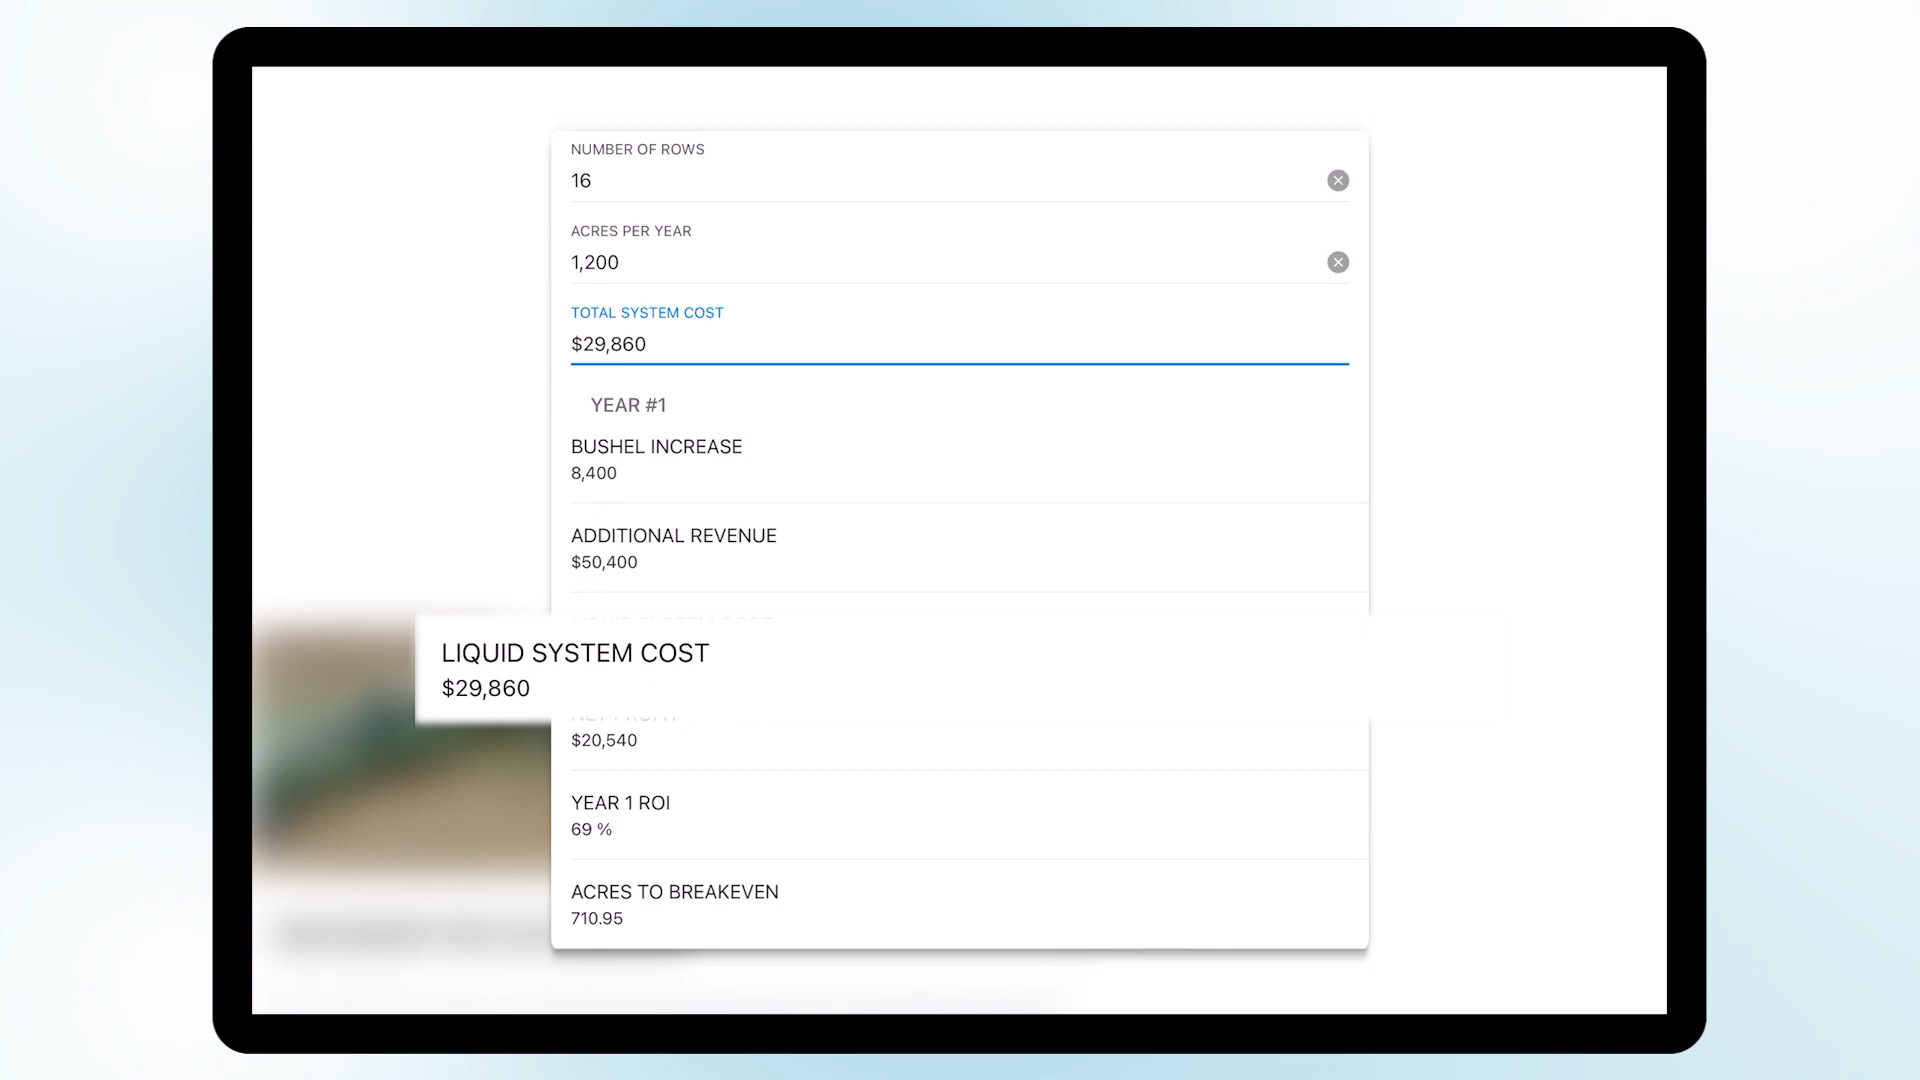 NUMBER OF ROWS
16
ACRES PER YEAR
1,200
TOTAL SYSTEM COST
$29,860
YEAR #1
BUSHEL INCREASE
8,400
ADDITIONAL REVENUE
$50,400
LIQUID SYSTEM COST
$29,860
NET PROFIT
$20,540
YEAR 1 ROI
69 %
ACRES TO BREAKEVEN
710.95